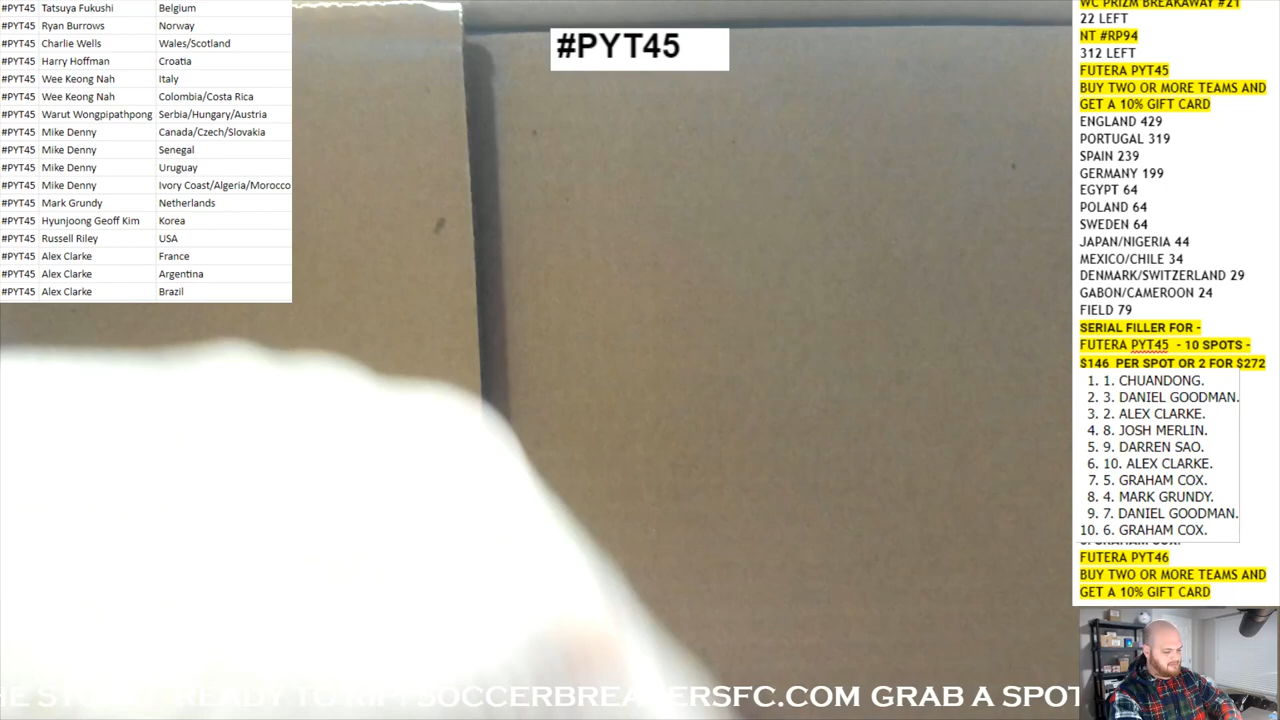 #PYT45 Tatsuya Fukushi Belgium
#PYT45 Ryan Burrows Norway
#PYT45 Charlie Wells Wales/Scotland
#PYT45 Harry Hoffman Croatia
#PYT45 Wee Keong Nah Italy
#PYT45 Wee Keong Nah Colombia/Costa Rica
#PYT45 Warut Wongpipathpong Serbia/Hungary/Austria
#PYT45 Mike Denny Canada/Czech/Slovakia
#PYT45 Mike Denny Senegal
#PYT45 Mike Denny Uruguay
#PYT45 Mike Denny Ivory Coast/Algeria/Morocco
#PYT45 Mark Grundy Netherlands
#PYT45 Hyunjoong Geoff Kim Korea
#PYT45 Russell Riley USA
#PYT45 Alex Clarke France
#PYT45 Alex Clarke Argentina
#PYT45 Alex Clarke Brazil
#PYT45
WC PRIZM BREAKAWAY #21
22 LEFT
NT #RP94
312 LEFT
FUTERA PYT45
BUY TWO OR MORE TEAMS AND
GET A 10% GIFT CARD
ENGLAND 429
PORTUGAL 319
SPAIN 239
GERMANY 199
EGYPT 64
POLAND 64
SWEDEN 64
JAPAN/NIGERIA 44
MEXICO/CHILE 34
DENMARK/SWITZERLAND 29
GABON/CAMEROON 24
FIELD 79
SERIAL FILLER FOR -
FUTERA PYT45 - 10 SPOTS -
$146 PER SPOT OR 2 FOR $272
1. 1. CHUANDONG.
2. 3. DANIEL GOODMAN.
3. 2. ALEX CLARKE.
4. 8. JOSH MERLIN.
5. 9. DARREN SAO.
6. 10. ALEX CLARKE.
7. 5. GRAHAM COX.
8. 4. MARK GRUNDY.
9. 7. DANIEL GOODMAN.
10. 6. GRAHAM COX.
FUTERA PYT46
BUY TWO OR MORE TEAMS AND
GET A 10% GIFT CARD
GRAB A SPOT